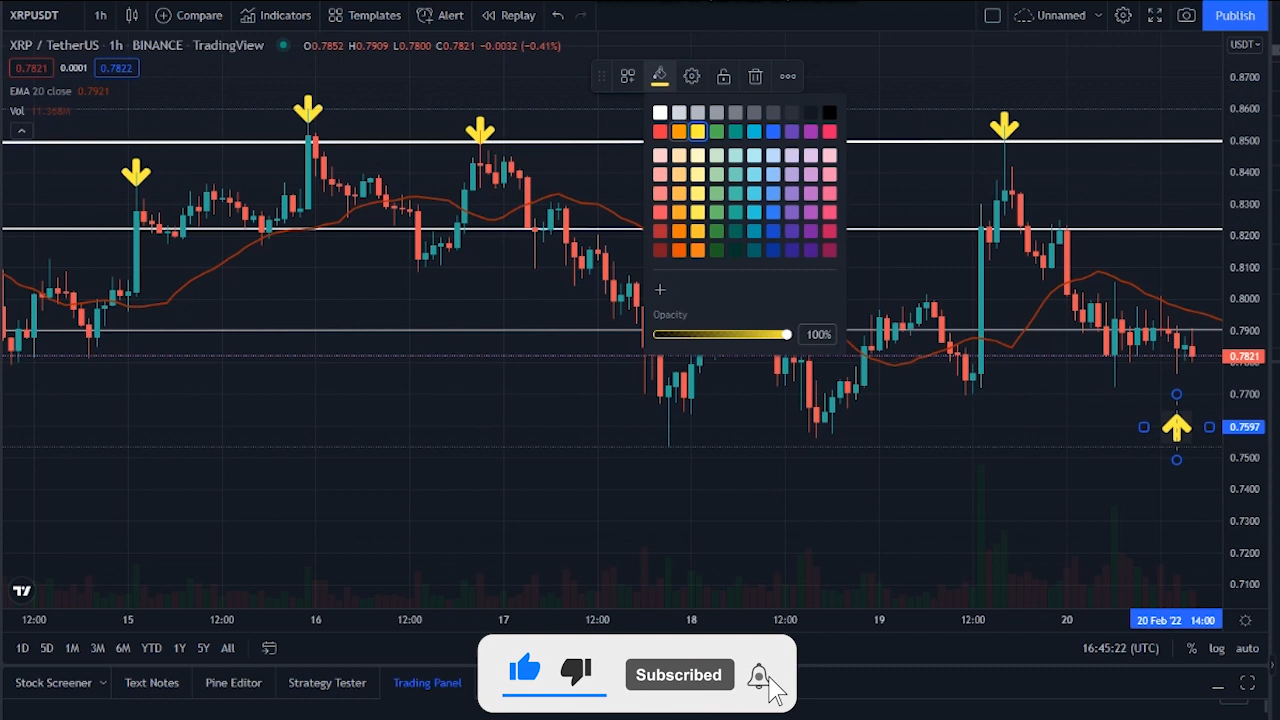 XRPUSDT 1h Compare Indicators Templates Alert Replay Unnamed Publish
XRP / TetherUS · 1h · BINANCE · TradingView O0.7852 H0.7909 L0.7800 C0.7821 -0.0032 (-0.41%) USDT
0.7821 0.0001 0.7822
EMA 20 close 0.7921
Vol 11.368M
Opacity
100%
0.8700
0.8600
0.8500
0.8400
0.8300
0.8200
0.8100
0.8000
0.7900
0.7821
0.7700
0.7597
0.7500
0.7400
0.7300
0.7200
0.7100
12:00 15 12:00 16 12:00 17 12:00 18 12:00 19 12:00 20 20 Feb '22 14:00
1D 5D 1M 3M 6M YTD 1Y 5Y All 16:45:22 (UTC) % log auto
Stock Screener Text Notes Pine Editor Strategy Tester Trading Panel
Subscribed